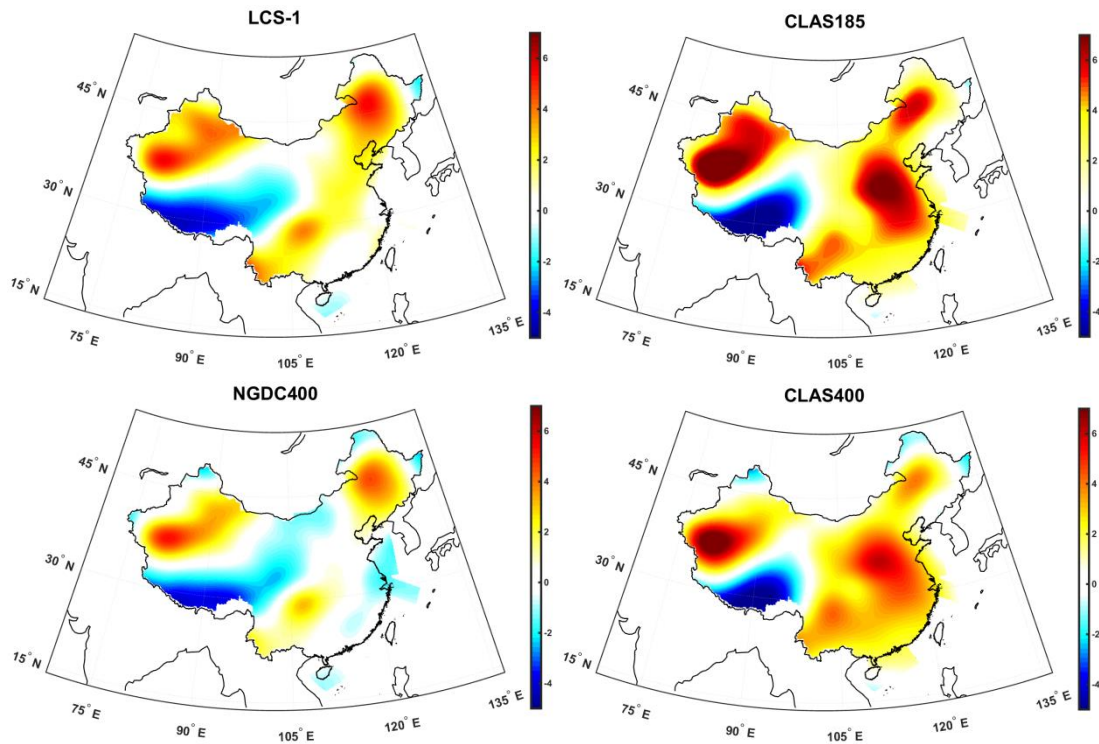 LCS-1
45° N
30° N
15° N
75° E
90° E
105° E
120° E
135° E
6
4
2
0
-2
-4
CLAS185
45° N
30° N
15° N
75° E
90° E
105° E
120° E
135° E
6
4
2
0
-2
-4
NGDC400
45° N
30° N
15° N
75° E
90° E
105° E
120° E
135° E
6
4
2
0
-2
-4
CLAS400
45° N
30° N
15° N
75° E
90° E
105° E
120° E
135° E
6
4
2
0
-2
-4